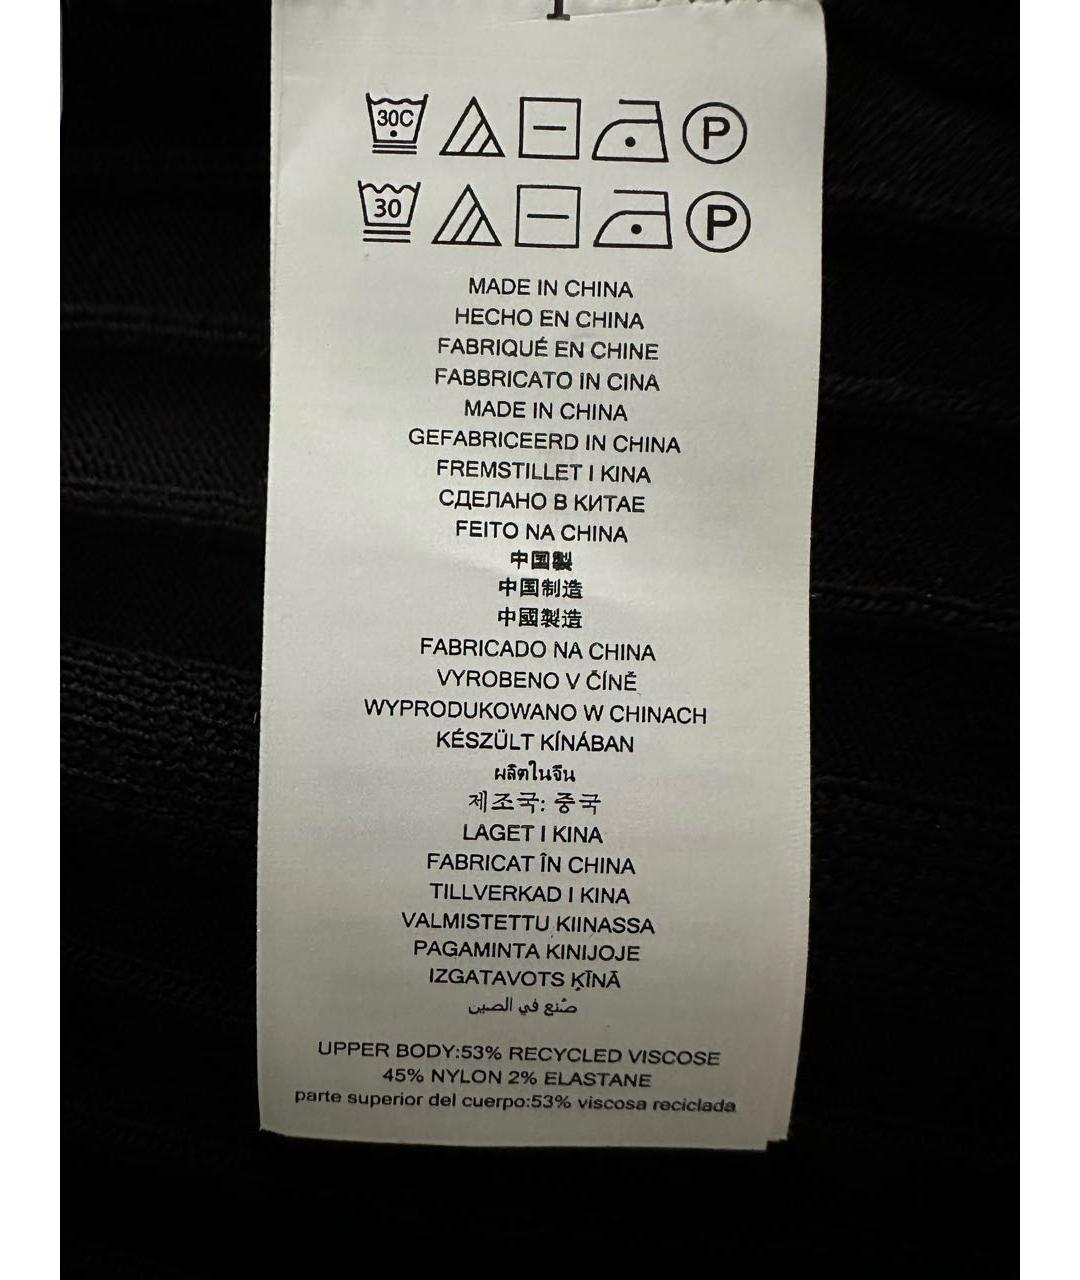 30C P
30 P
MADE IN CHINA
HECHO EN CHINA
FABRIQUÉ EN CHINE
FABBRICATO IN CINA
MADE IN CHINA
GEFABRICEERD IN CHINA
FREMSTILLET I KINA
СДЕЛАНО В КИТАЕ
FEITO NA CHINA
中国製
中国制造
中國製造
FABRICADO NA CHINA
VYROBENO V ČÍNĚ
WYPRODUKOWANO W CHINACH
KÉSZÜLT KÍNÁBAN
ผลิตในจีน
제조국: 중국
LAGET I KINA
FABRICAT ÎN CHINA
TILLVERKAD I KINA
VALMISTETTU KIINASSA
PAGAMINTA KINIJOJE
IZGATAVOTS ĶĪNĀ
صُنع في الصين
UPPER BODY:53% RECYCLED VISCOSE
45% NYLON 2% ELASTANE
parte superior del cuerpo:53% viscosa reciclada